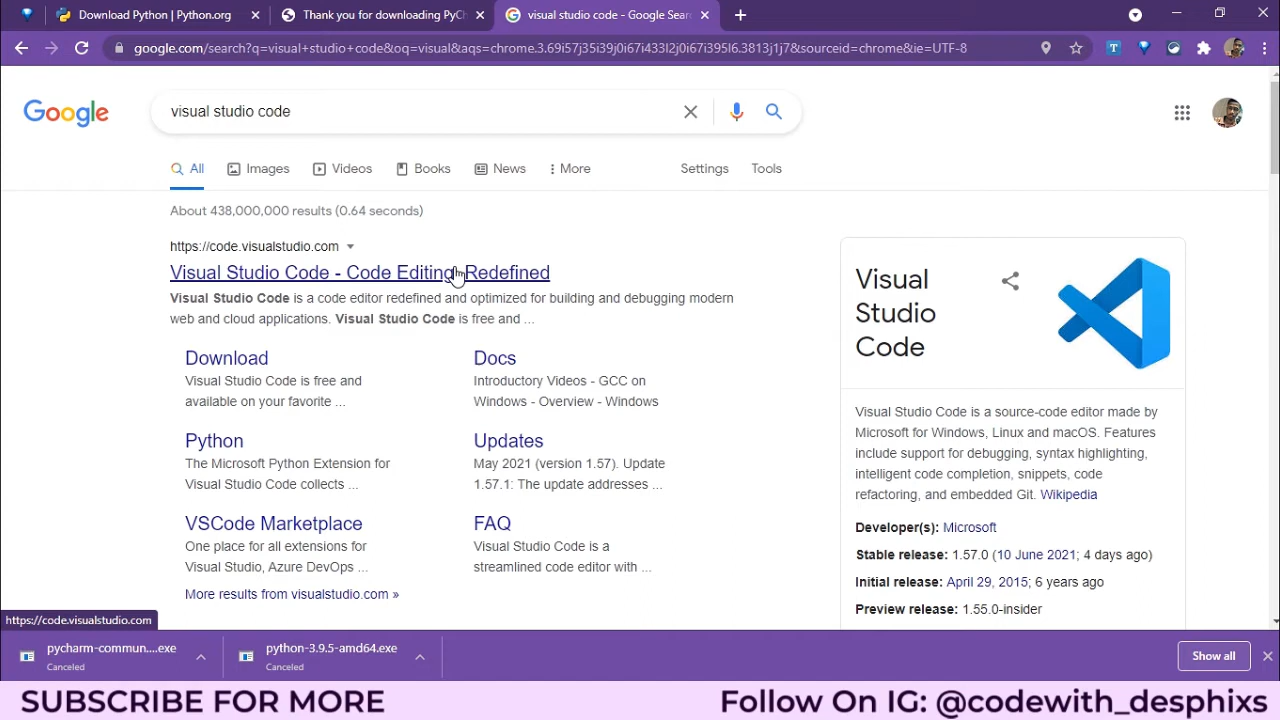 Download Python | Python.org
Thank you for downloading PyCh
visual studio code - Google Sear
google.com/search?q=visual+studio+code&oq=visual&aqs=chrome.3.69i57j35i39j0i67i433l2j0i67i395l6.3813j1j7&sourceid=chrome&ie=UTF-8
Google
visual studio code
All
Images
Videos
Books
News
More
Settings
Tools
About 438,000,000 results (0.64 seconds)
https://code.visualstudio.com
Visual Studio Code - Code Editing Redefined
Visual Studio Code is a code editor redefined and optimized for building and debugging modern
web and cloud applications. Visual Studio Code is free and ...
Download
Visual Studio Code is free and
available on your favorite ...
Docs
Introductory Videos - GCC on
Windows - Overview - Windows
Python
The Microsoft Python Extension for
Visual Studio Code collects ...
Updates
May 2021 (version 1.57). Update
1.57.1: The update addresses ...
VSCode Marketplace
One place for all extensions for
Visual Studio, Azure DevOps ...
FAQ
Visual Studio Code is a
streamlined code editor with ...
More results from visualstudio.com »
Visual
Studio
Code
Visual Studio Code is a source-code editor made by
Microsoft for Windows, Linux and macOS. Features
include support for debugging, syntax highlighting,
intelligent code completion, snippets, code
refactoring, and embedded Git. Wikipedia
Developer(s): Microsoft
Stable release: 1.57.0 (10 June 2021; 4 days ago)
Initial release: April 29, 2015; 6 years ago
Preview release: 1.55.0-insider
https://code.visualstudio.com
pycharm-commun....exe
Canceled
python-3.9.5-amd64.exe
Canceled
Show all
SUBSCRIBE FOR MORE
Follow On IG: @codewith_desphixs